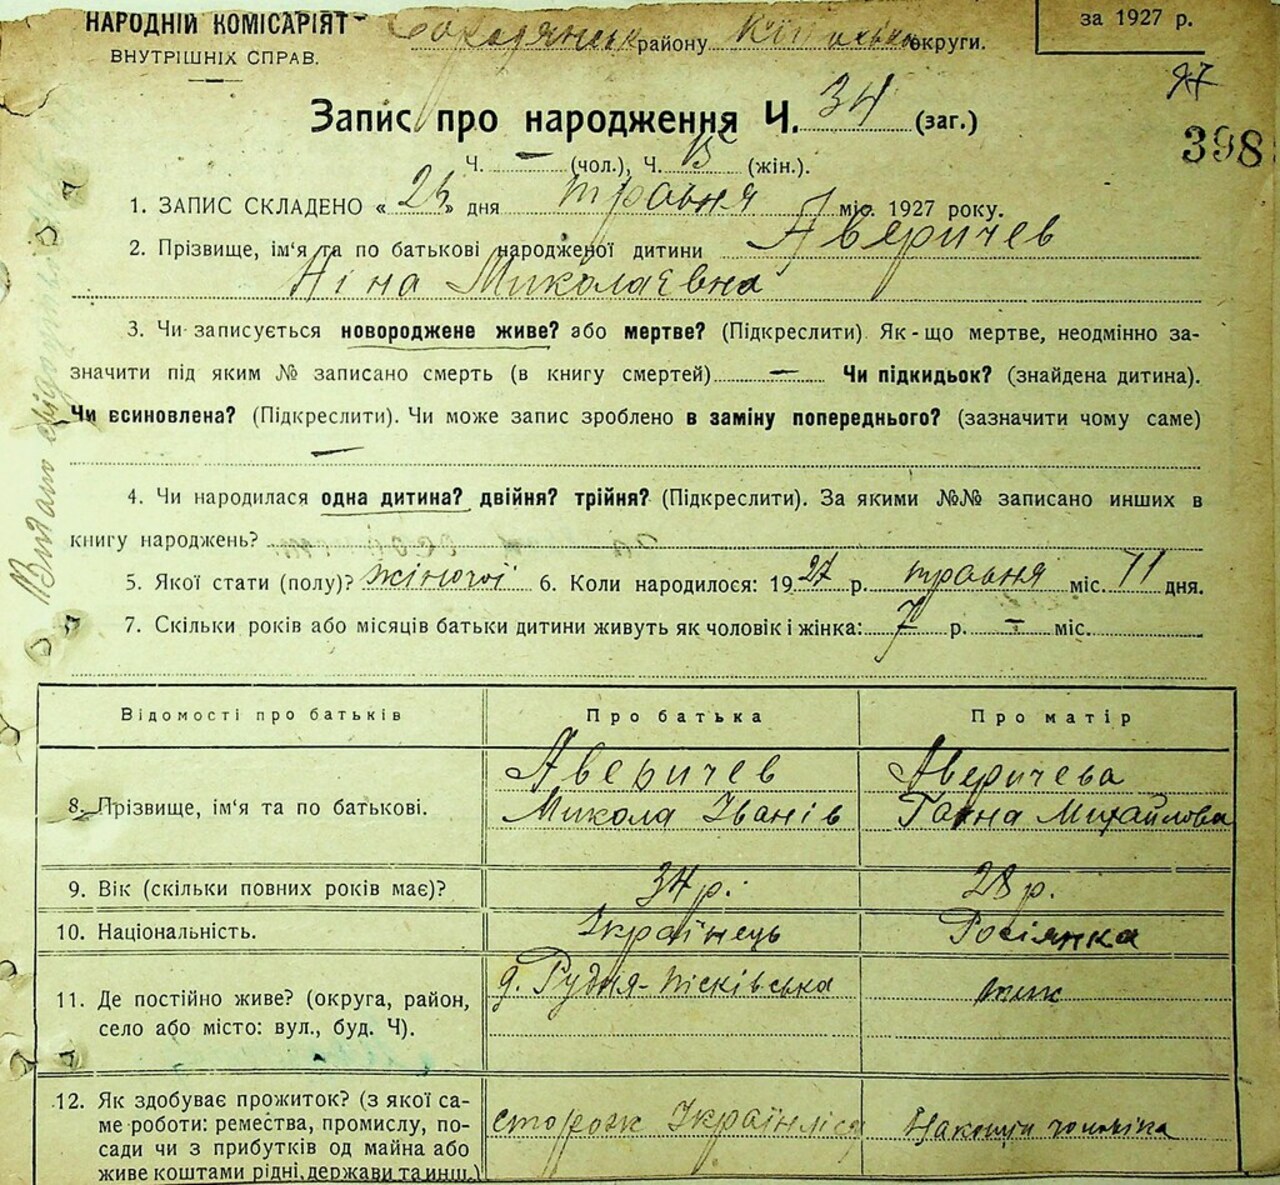 НАРОДНІЙ КОМІСАРІЯТ
ВНУТРІШНІХ СПРАВ.
району округи.
за 1927 р.
97
398
Запис про народження Ч. 34 (заг.)
Ч. — (чол.), Ч. 15 (жін.).
1. ЗАПИС СКЛАДЕНО « » дня травня міс. 1927 року.
2. Прізвище, ім‘я та по батькові народженої дитини Аверичев
Ніна Миколаєвна
3. Чи записується новороджене живе? або мертве? (Підкреслити). Як-що мертве, неодмінно за-
значити під яким № записано смерть (в книгу смертей) — Чи підкидьок? (знайдена дитина).
Чи всиновлена? (Підкреслити). Чи може запис зроблено в заміну попереднього? (зазначити чому саме)
—
4. Чи народилася одна дитина? двійня? трійня? (Підкреслити). За якими №№ записано инших в
книгу народжень?
5. Якої стати (полу)? жіночої 6. Коли народилося: 1927 р. травня міс. 11 дня.
7. Скільки років або місяців батьки дитини живуть як чоловік і жінка: 7 р. — міс.
Відомості про батьків Про батька Про матір
8. Прізвище, ім‘я та по батькові. Аверичев Микола Іванів Аверичева Ганна Михайлова
9. Вік (скільки повних років має)? 34 р. 28 р.
10. Національність. Українець Росіянка
11. Де постійно живе? (округа, район, д. Рудня-Пісківська
село або місто: вул., буд. Ч).
12. Як здобуває прожиток? (з якої са-
ме роботи: ремества, промислу, по- сторож
сади чи з прибутків од майна або
живе коштами рідні, держави та инш.)
Видано